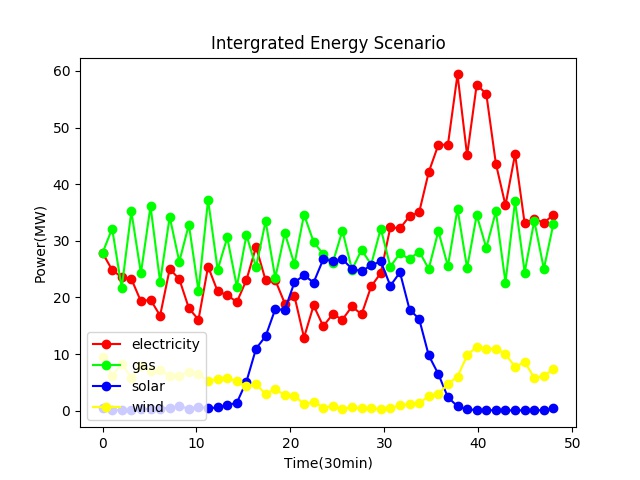 Intergrated Energy Scenario
Power(MW)
60
50
40
30
20
10
0
electricity
gas
solar
wind
0 10 20 30 40 50
Time(30min)